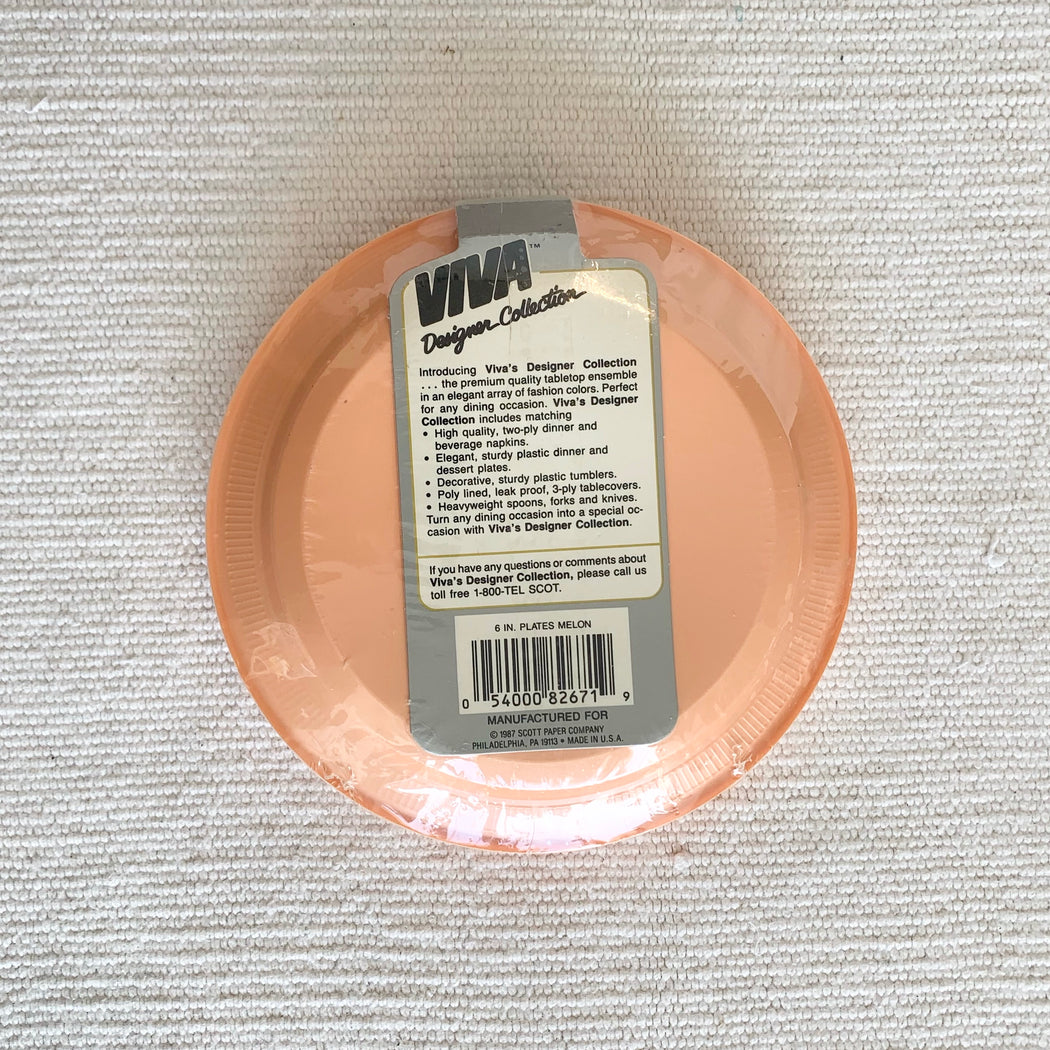 VIVA™
Designer Collection
Introducing Viva's Designer Collection
... the premium quality tabletop ensemble
in an elegant array of fashion colors. Perfect
for any dining occasion. Viva's Designer
Collection includes matching
• High quality, two-ply dinner and
beverage napkins.
• Elegant, sturdy plastic dinner and
dessert plates.
• Decorative, sturdy plastic tumblers.
• Poly lined, leak proof, 3-ply tablecovers.
• Heavyweight spoons, forks and knives.
Turn any dining occasion into a special oc-
casion with Viva's Designer Collection.
If you have any questions or comments about
Viva's Designer Collection, please call us
toll free 1-800-TEL SCOT.
6 IN. PLATES MELON
0 54000 82671 9
MANUFACTURED FOR
© 1987 SCOTT PAPER COMPANY
PHILADELPHIA, PA 19113 • MADE IN U.S.A.